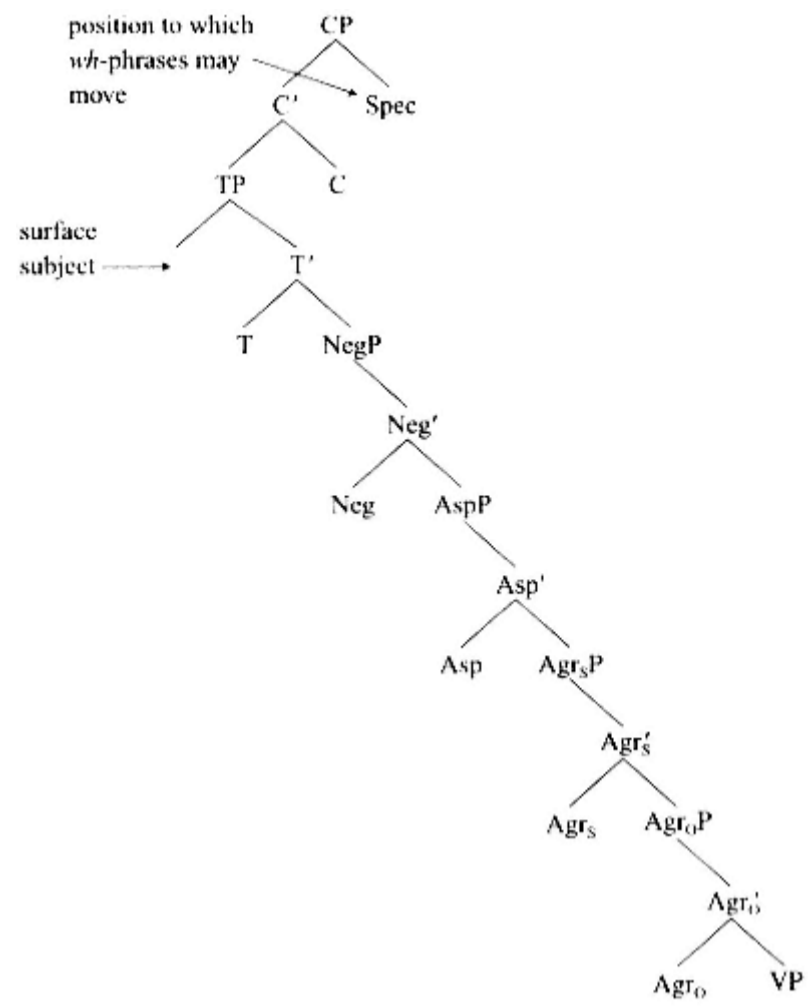 position to which CP
wh-phrases may
move C' Spec
TP C
surface
subject T'
T NegP
Neg'
Neg AspP
Asp'
Asp AgrₛP
Agrₛ'
Agrₛ AgrₒP
Agrₒ'
Agrₒ VP